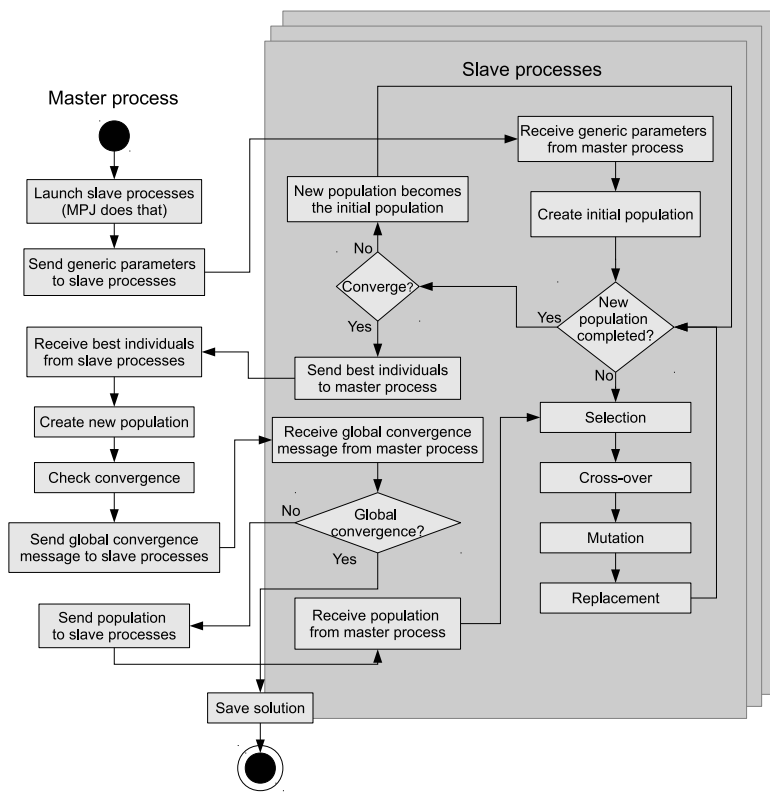 Slave processes
Master process
Receive generic parameters
from master process
Launch slave processes
(MPJ does that)
New population becomes
the initial population
Create initial population
Send generic parameters
to slave processes
No
Converge?
Yes
New
population
completed?
Yes
No
Receive best individuals
from slave processes
Send best individuals
to master process
Create new population
Receive global convergence
message from master process
Selection
Check convergence
Cross-over
Send global convergence
message to slave processes
No
Global
convergence?
Yes
Mutation
Send population
to slave processes
Receive population
from master process
Replacement
Save solution